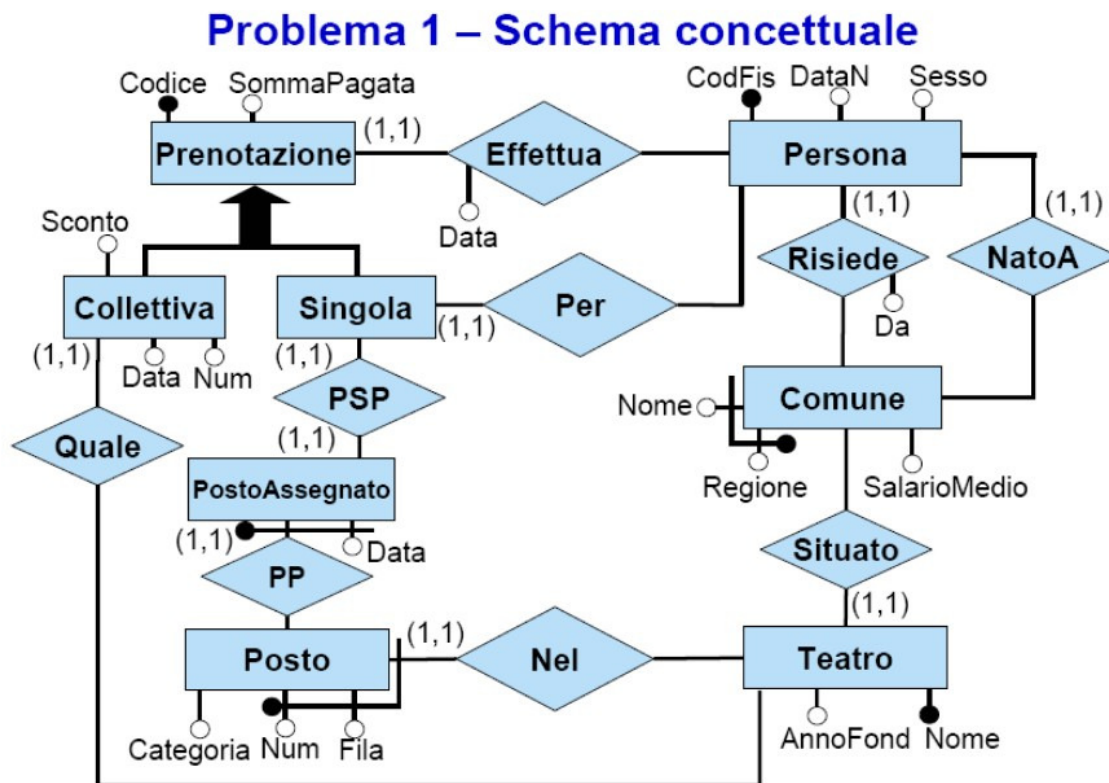 Problema 1 – Schema concettuale
Codice
SommaPagata
CodFis
DataN
Sesso
Prenotazione
(1,1)
Effettua
Persona
Data
(1,1)
(1,1)
Sconto
Risiede
NatoA
Collettiva
Singola
(1,1)
Per
Da
(1,1)
Data
Num
(1,1)
PSP
Nome
Comune
Quale
(1,1)
Regione
SalarioMedio
PostoAssegnato
(1,1)
Data
Situato
PP
(1,1)
(1,1)
Posto
Nel
Teatro
Categoria
Num
Fila
AnnoFond
Nome